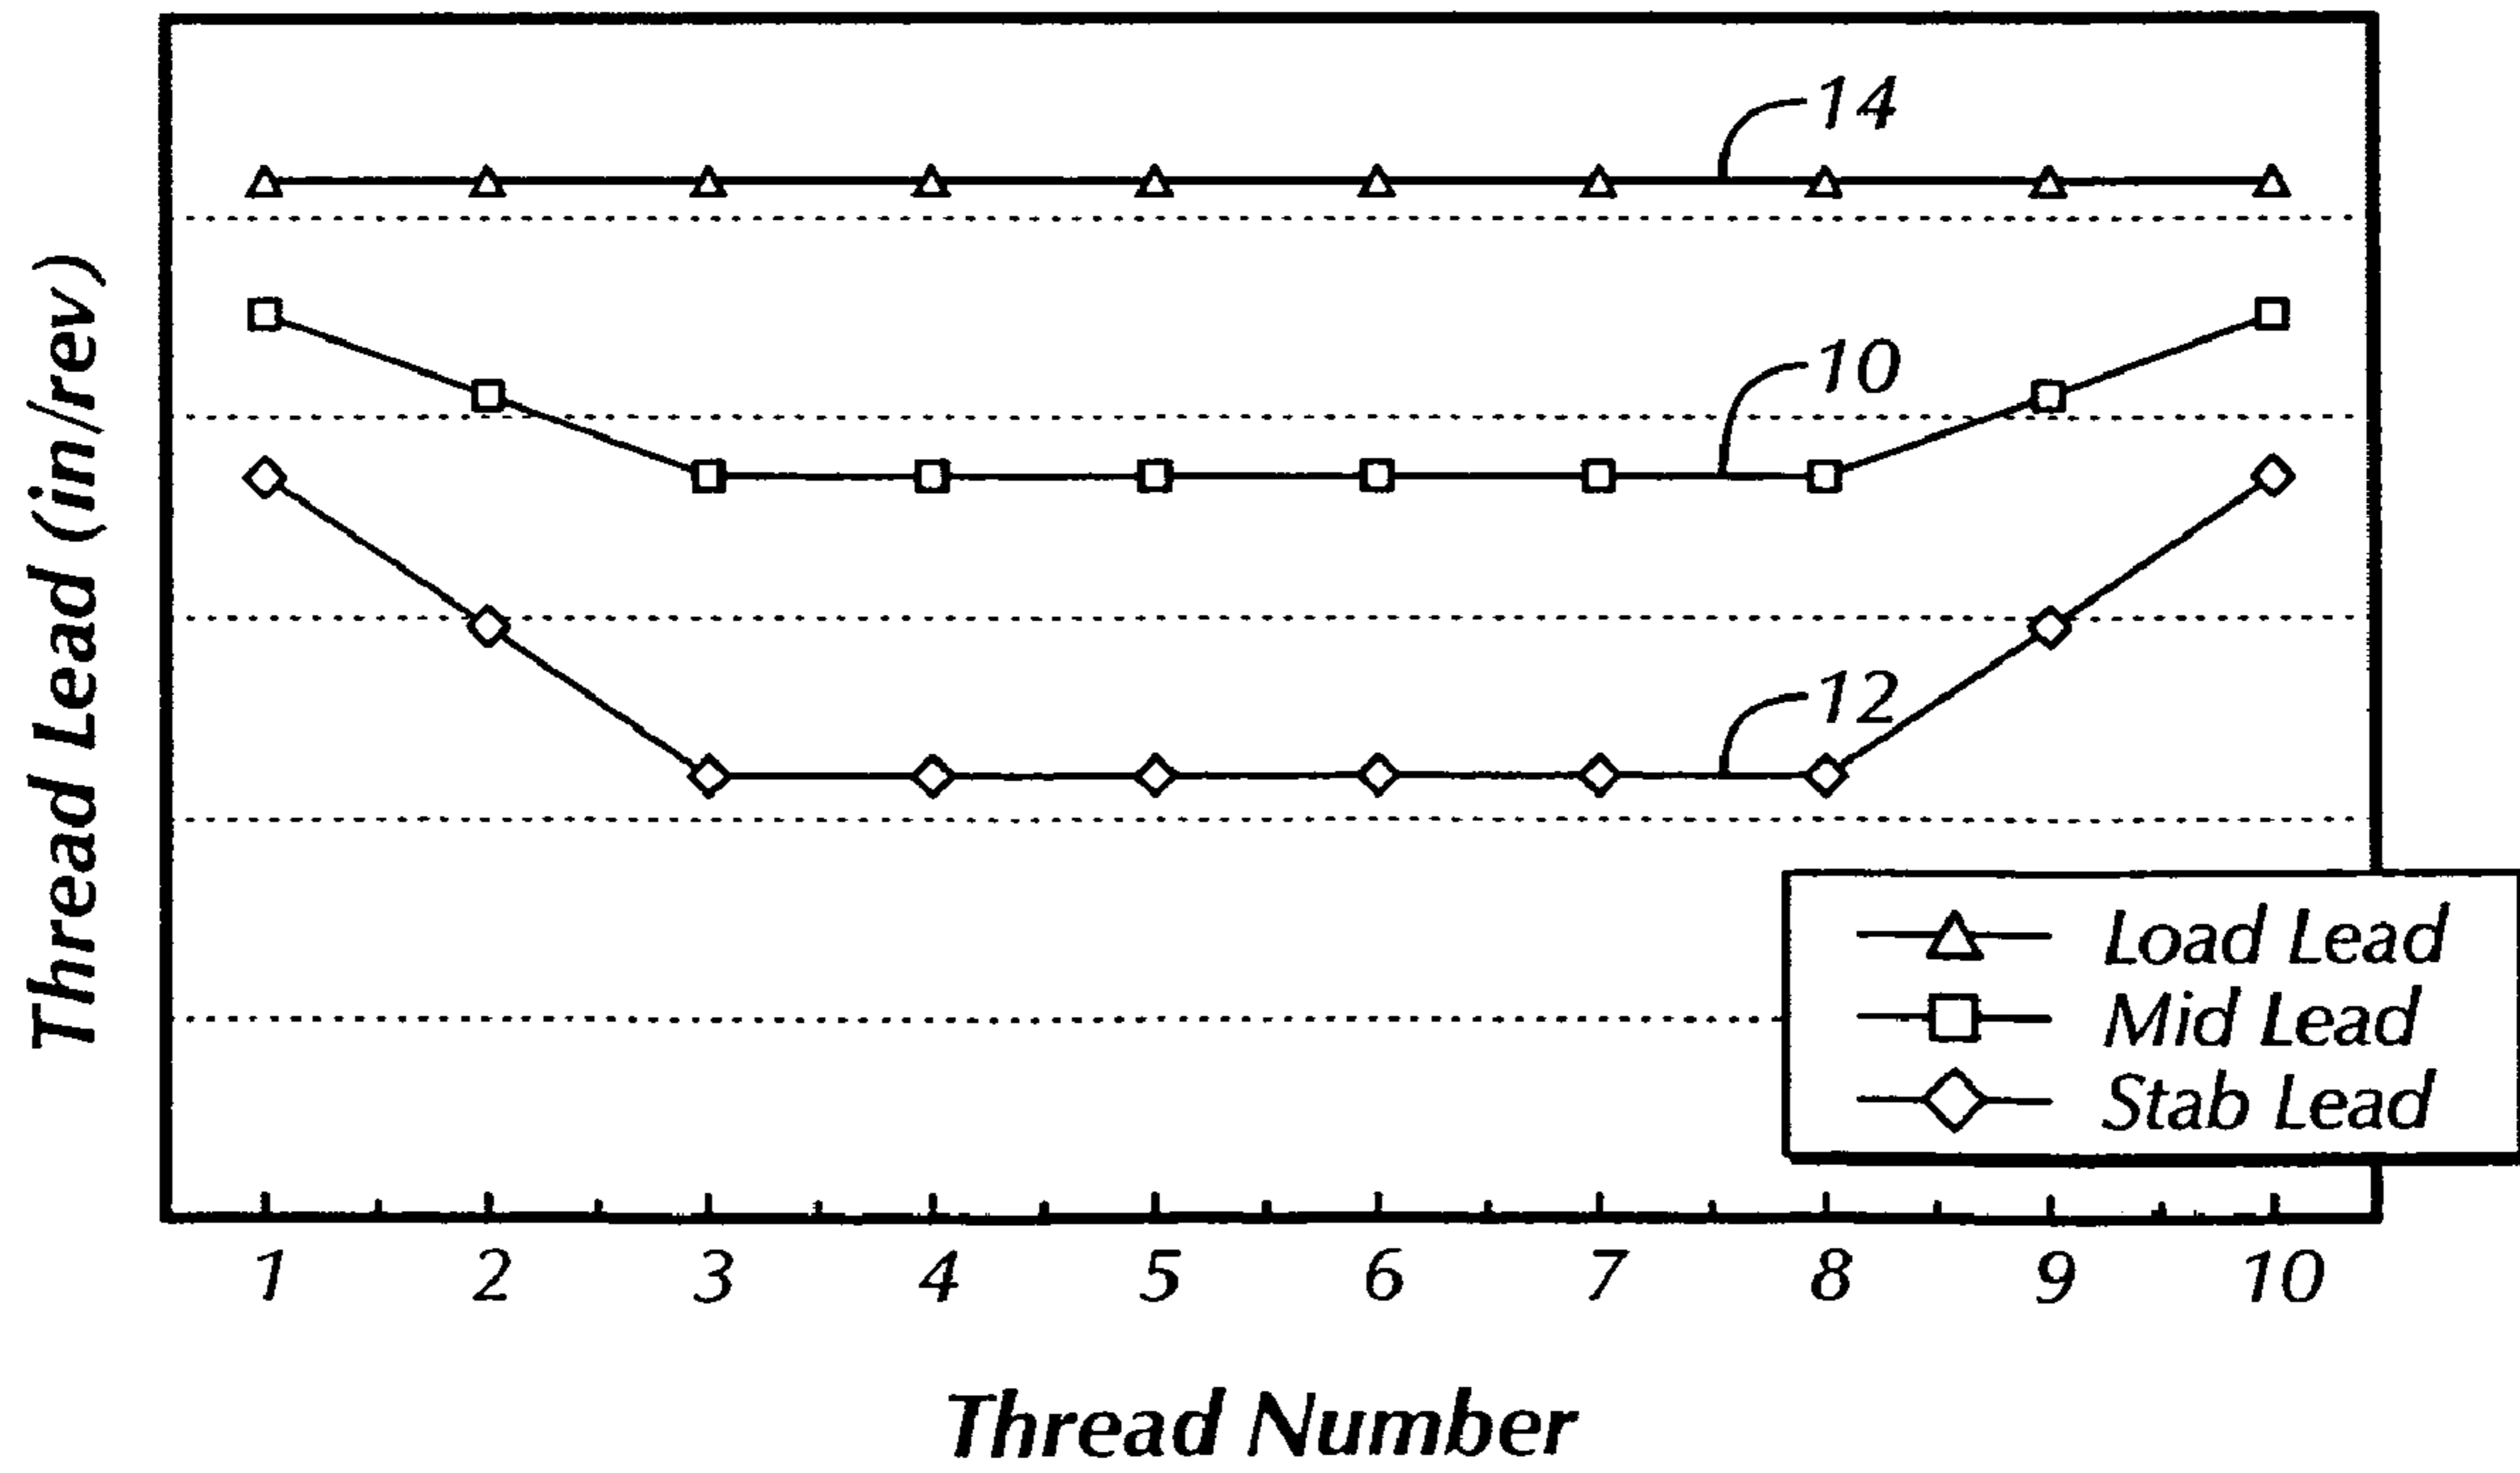 14
10
12
Thread Lead (in/rev)
Load Lead
Mid Lead
Stab Lead
1 2 3 4 5 6 7 8 9 10
Thread Number